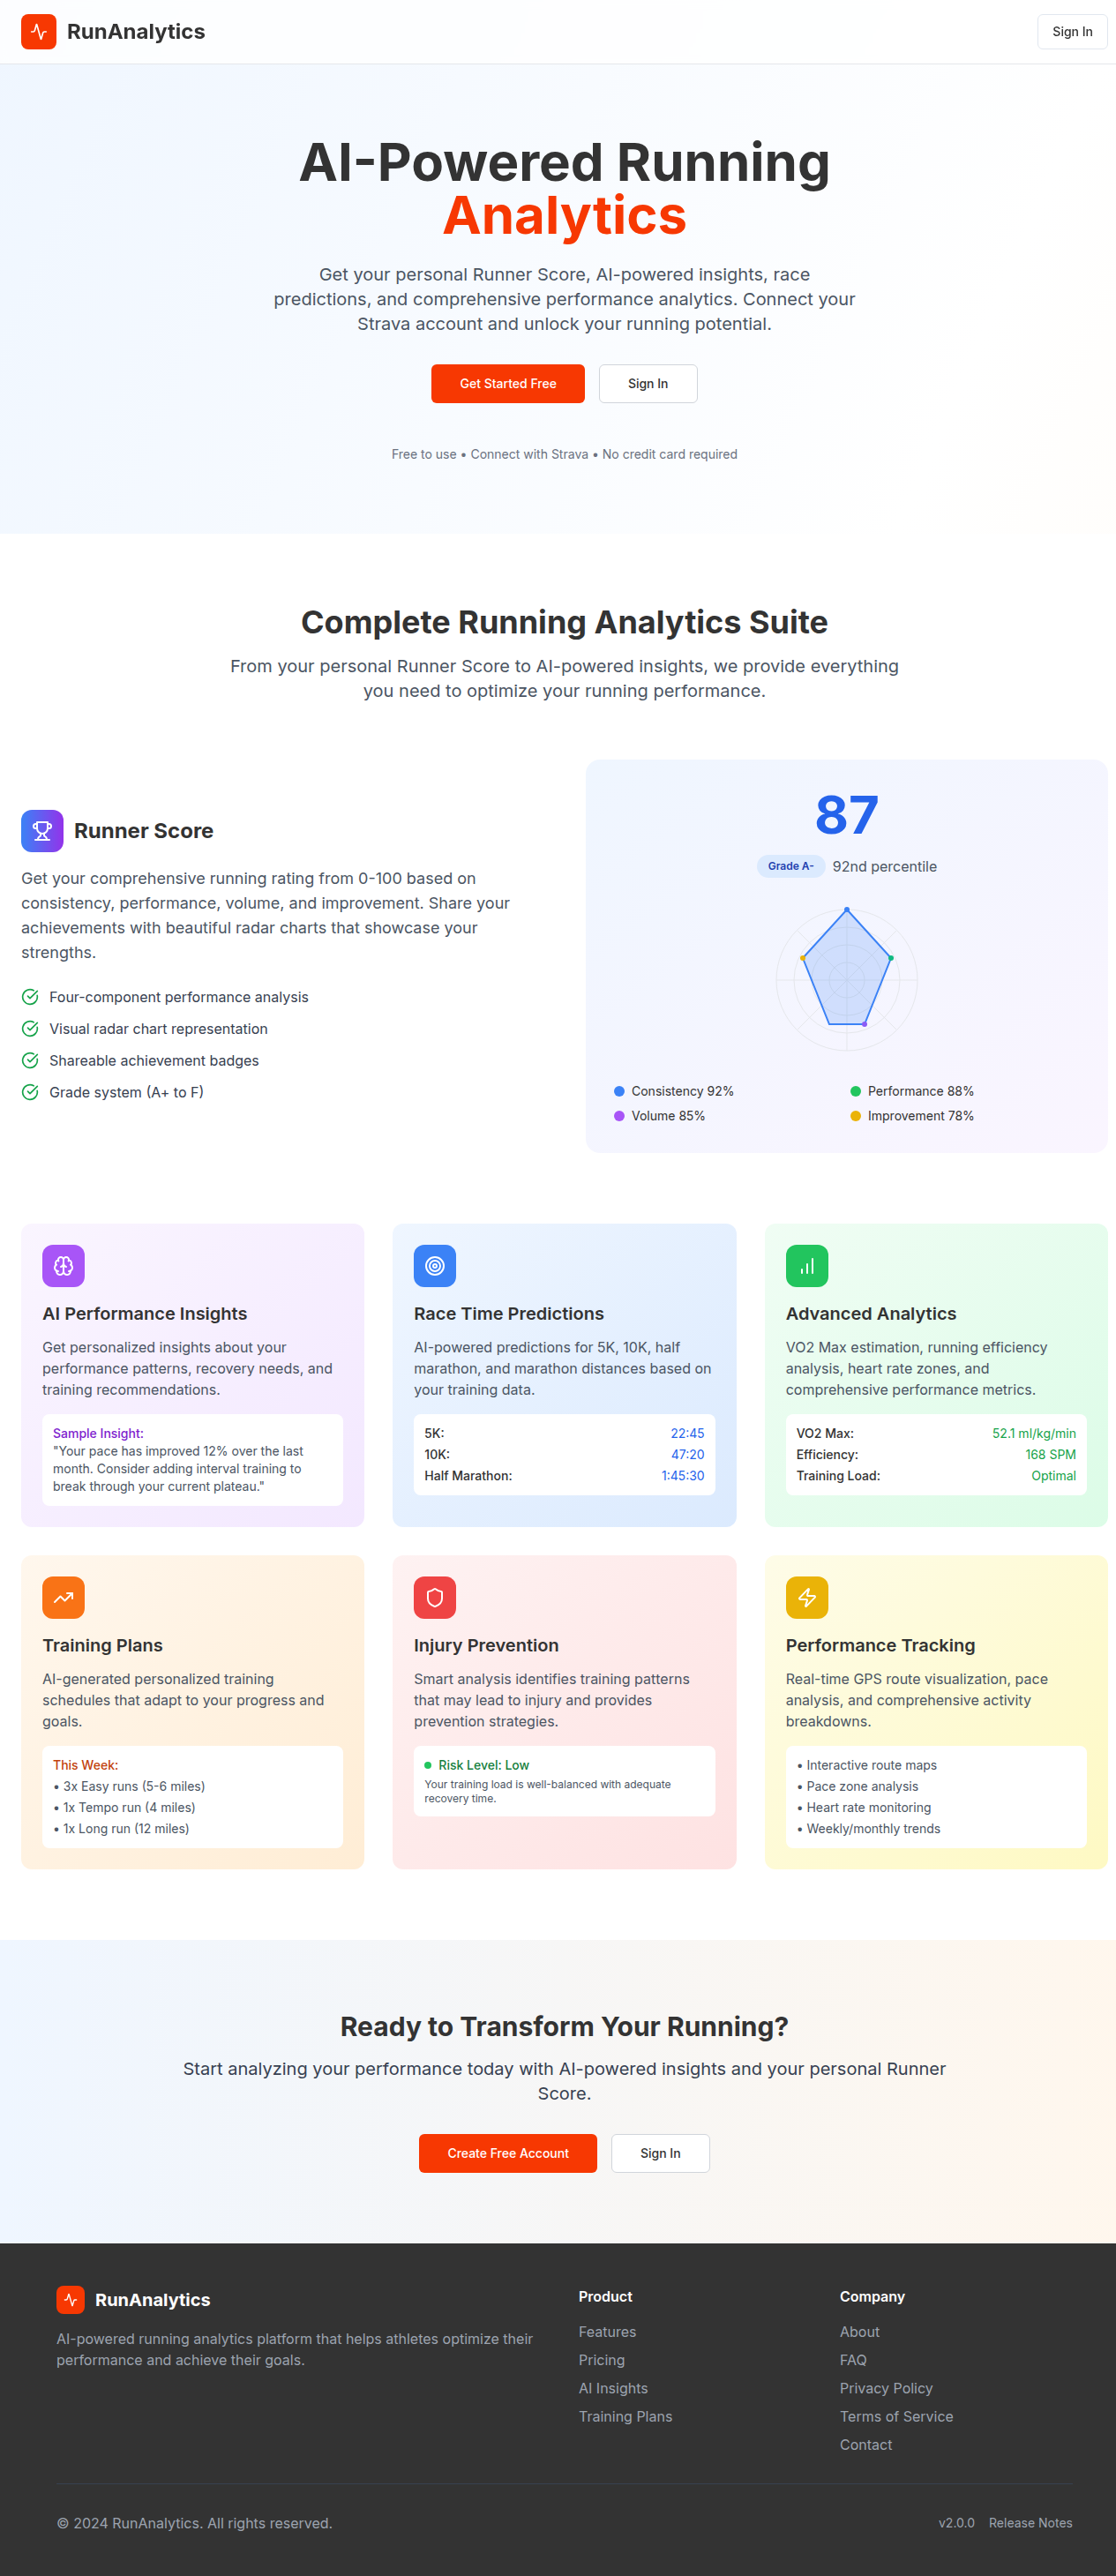 RunAnalytics
Sign In
AI-Powered Running
Analytics
Get your personal Runner Score, AI-powered insights, race
predictions, and comprehensive performance analytics. Connect your
Strava account and unlock your running potential.
Get Started Free
Sign In
Free to use • Connect with Strava • No credit card required
Complete Running Analytics Suite
From your personal Runner Score to AI-powered insights, we provide everything
you need to optimize your running performance.
Runner Score
Get your comprehensive running rating from 0-100 based on
consistency, performance, volume, and improvement. Share your
achievements with beautiful radar charts that showcase your
strengths.
Four-component performance analysis
Visual radar chart representation
Shareable achievement badges
Grade system (A+ to F)
87
Grade A- 92nd percentile
Consistency 92%
Performance 88%
Volume 85%
Improvement 78%
AI Performance Insights
Get personalized insights about your
performance patterns, recovery needs, and
training recommendations.
Sample Insight:
"Your pace has improved 12% over the last
month. Consider adding interval training to
break through your current plateau."
Race Time Predictions
AI-powered predictions for 5K, 10K, half
marathon, and marathon distances based on
your training data.
5K: 22:45
10K: 47:20
Half Marathon: 1:45:30
Advanced Analytics
VO2 Max estimation, running efficiency
analysis, heart rate zones, and
comprehensive performance metrics.
VO2 Max: 52.1 ml/kg/min
Efficiency: 168 SPM
Training Load: Optimal
Training Plans
AI-generated personalized training
schedules that adapt to your progress and
goals.
This Week:
• 3x Easy runs (5-6 miles)
• 1x Tempo run (4 miles)
• 1x Long run (12 miles)
Injury Prevention
Smart analysis identifies training patterns
that may lead to injury and provides
prevention strategies.
Risk Level: Low
Your training load is well-balanced with adequate
recovery time.
Performance Tracking
Real-time GPS route visualization, pace
analysis, and comprehensive activity
breakdowns.
• Interactive route maps
• Pace zone analysis
• Heart rate monitoring
• Weekly/monthly trends
Ready to Transform Your Running?
Start analyzing your performance today with AI-powered insights and your personal Runner
Score.
Create Free Account
Sign In
RunAnalytics
AI-powered running analytics platform that helps athletes optimize their
performance and achieve their goals.
Product
Features
Pricing
AI Insights
Training Plans
Company
About
FAQ
Privacy Policy
Terms of Service
Contact
© 2024 RunAnalytics. All rights reserved.
v2.0.0 Release Notes